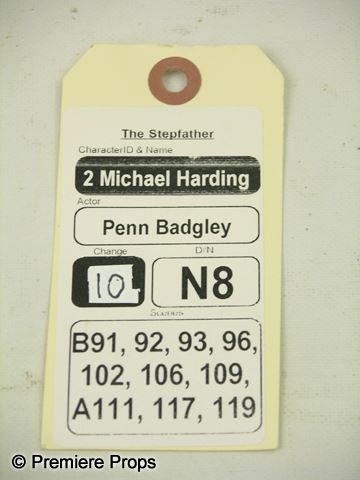 The Stepfather
CharacterID & Name
2 Michael Harding
Actor
Penn Badgley
Change D/N
10 N8
Scenes
B91, 92, 93, 96,
102, 106, 109,
A111, 117, 119
© Premiere Props